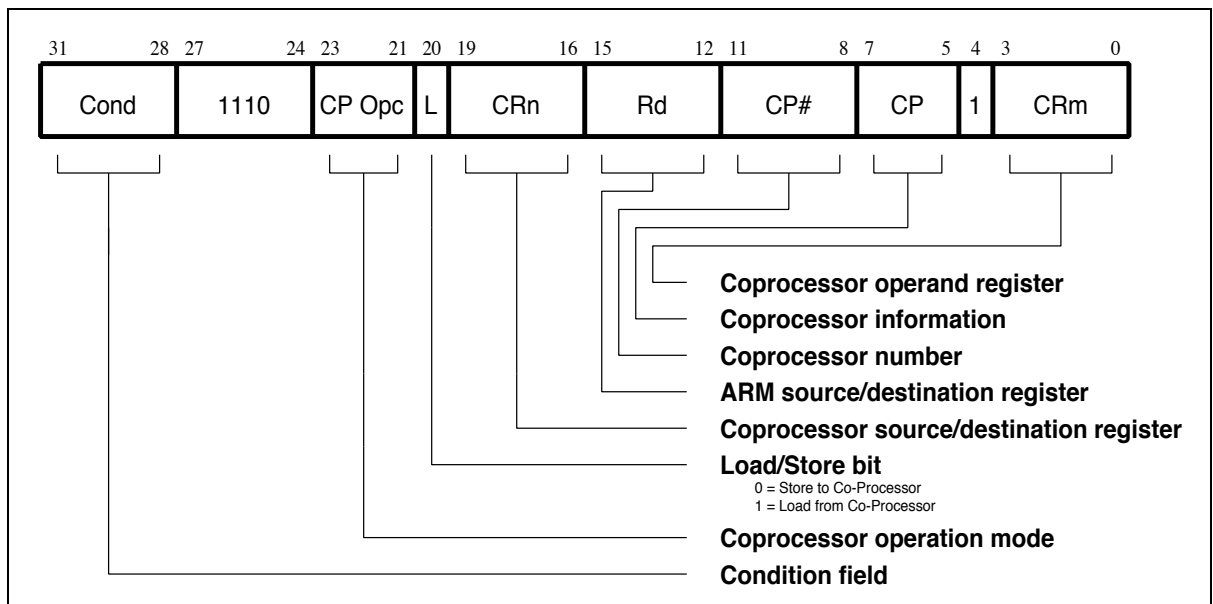 31 28 27 24 23 21 20 19 16 15 12 11 8 7 5 4 3 0
Cond 1110 CP Opc L CRn Rd CP# CP 1 CRm
Coprocessor operand register
Coprocessor information
Coprocessor number
ARM source/destination register
Coprocessor source/destination register
Load/Store bit
0 = Store to Co-Processor
1 = Load from Co-Processor
Coprocessor operation mode
Condition field